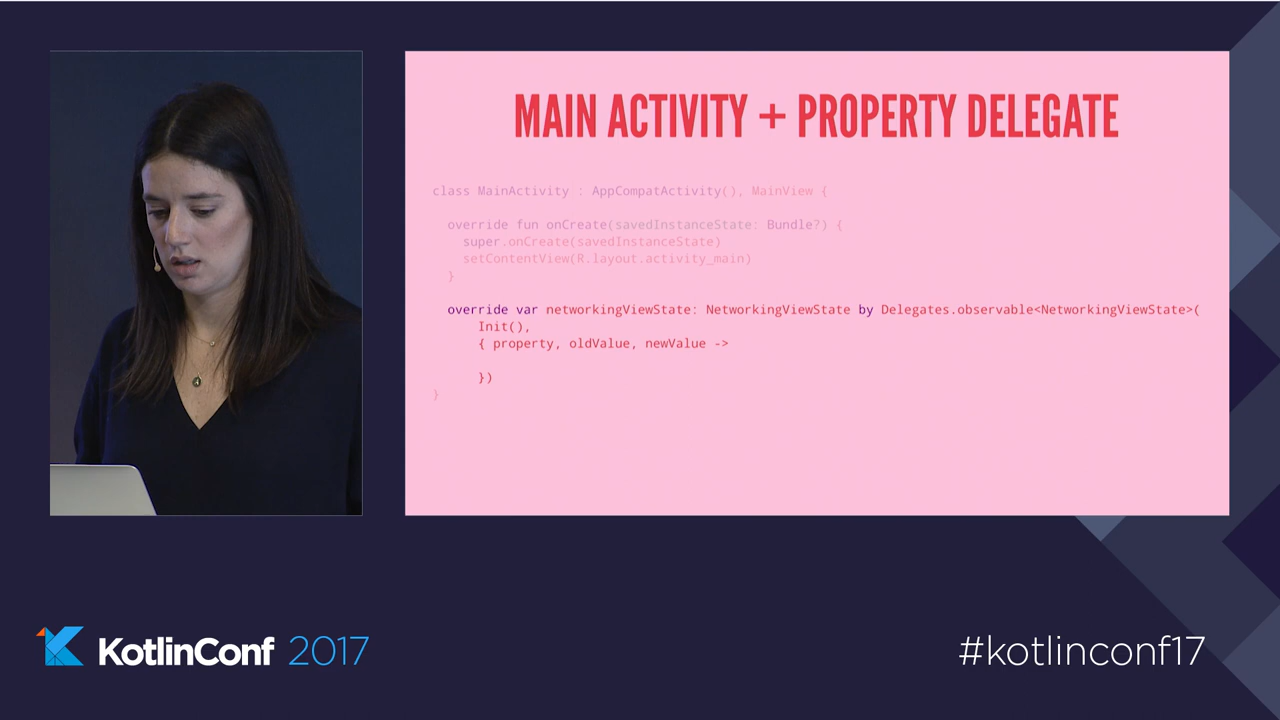 MAIN ACTIVITY + PROPERTY DELEGATE
class MainActivity : AppCompatActivity(), MainView {
override fun onCreate(savedInstanceState: Bundle?) {
super.onCreate(savedInstanceState)
setContentView(R.layout.activity_main)
}
override var networkingViewState: NetworkingViewState by Delegates.observable<NetworkingViewState>(
Init(),
{ property, oldValue, newValue ->
})
}
KotlinConf 2017
#kotlinconf17